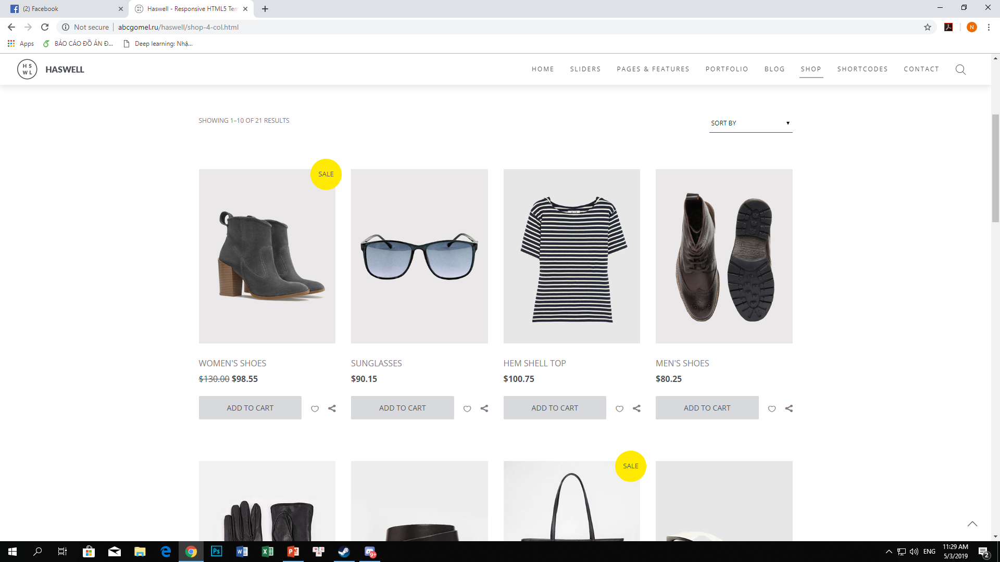 (2) Facebook
Haswell - Responsive HTML5 Tem
Not secure
abcgomel.ru/haswell/shop-4-col.html
N
Apps
BÁO CÁO ĐỒ ÁN Đ...
Deep learning: Nhậ...
H S
W L
HASWELL
HOME
SLIDERS
PAGES & FEATURES
PORTFOLIO
BLOG
SHOP
SHORTCODES
CONTACT
SHOWING 1–10 OF 21 RESULTS
SORT BY
SALE
WOMEN'S SHOES
$130.00 $98.55
ADD TO CART
SUNGLASSES
$90.15
ADD TO CART
HEM SHELL TOP
$100.75
ADD TO CART
MEN'S SHOES
$80.25
ADD TO CART
SALE
Ps
9+
ENG
11:29 AM
5/3/2019
2